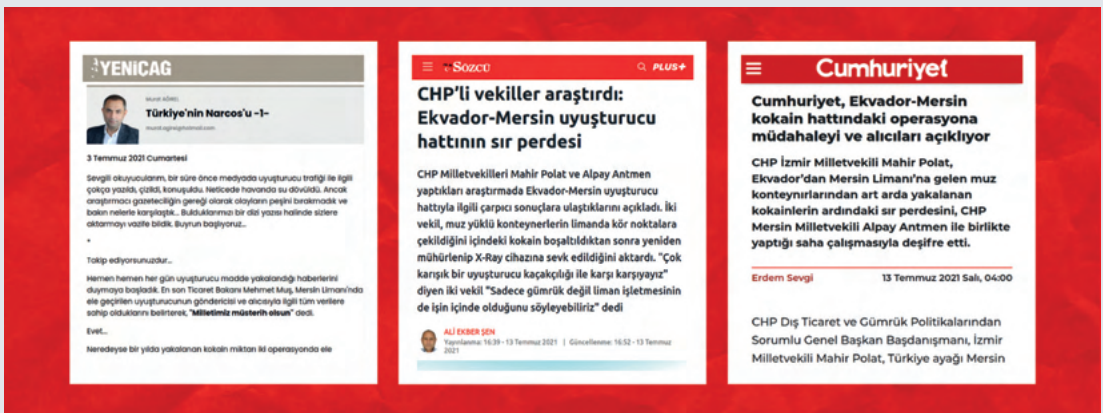 YENİÇAĞ
Murat AĞIREL
Türkiye'nin Narcos'u -1-
3 Temmuz 2021 Cumartesi
Sevgili okuyucularım, bir süre önce medyada uyuşturucu trafiği ile ilgili
çokça yazıldı, çizildi, konuşuldu. Neticede havanda su dövüldü. Ancak
araştırmacı gazeteciliğin gereği olarak olayların peşini bırakmadık ve
bakın nelerle karşılaştık... Bulduklarımızı bir dizi yazısı halinde sizlere
aktarmayı vazife bildik. Buyrun başlıyoruz...
*
Takip ediyorsunuzdur...
Hemen hemen her gün uyuşturucu madde yakalandığı haberlerini
duymaya başladık. En son Ticaret Bakanı Mehmet Muş, Mersin Limanı'nda
ele geçirilen uyuşturucunun göndericisi ve alıcısıyla ilgili tüm verilere
sahip olduklarını belirterek, "Milletimiz müsterih olsun" dedi.
Evet...
Neredeyse bir yılda yakalanan kokain miktarı iki operasyonda ele
Sözcü
PLUS+
CHP'li vekiller araştırdı:
Ekvador-Mersin uyuşturucu
hattının sır perdesi
CHP Milletvekilleri Mahir Polat ve Alpay Antmen
yaptıkları araştırmada Ekvador-Mersin uyuşturucu
hattıyla ilgili çarpıcı sonuçlara ulaştıklarını açıkladı. İki
vekil, muz yüklü konteynerlerin limanda kör noktalara
çekildiğini içindeki kokain boşaltıldıktan sonra yeniden
mühürlenip X-Ray cihazına sevk edildiğini aktardı. "Çok
karışık bir uyuşturucu kaçakçılığı ile karşı karşıyayız"
diyen iki vekil "Sadece gümrük değil liman işletmesinin
de işin içinde olduğunu söyleyebiliriz" dedi
ALİ EKBER ŞEN
Yayınlanma: 16:39 - 13 Temmuz 2021 | Güncellenme: 16:52 - 13 Temmuz
2021
Cumhuriyet
Cumhuriyet, Ekvador-Mersin
kokain hattındaki operasyona
müdahaleyi ve alıcıları açıklıyor
CHP İzmir Milletvekili Mahir Polat,
Ekvador'dan Mersin Limanı'na gelen muz
konteynırlarından art arda yakalanan
kokainlerin ardındaki sır perdesini, CHP
Mersin Milletvekili Alpay Antmen ile birlikte
yaptığı saha çalışmasıyla deşifre etti.
Erdem Sevgi 13 Temmuz 2021 Salı, 04:00
CHP Dış Ticaret ve Gümrük Politikalarından
Sorumlu Genel Başkan Başdanışmanı, İzmir
Milletvekili Mahir Polat, Türkiye ayağı Mersin